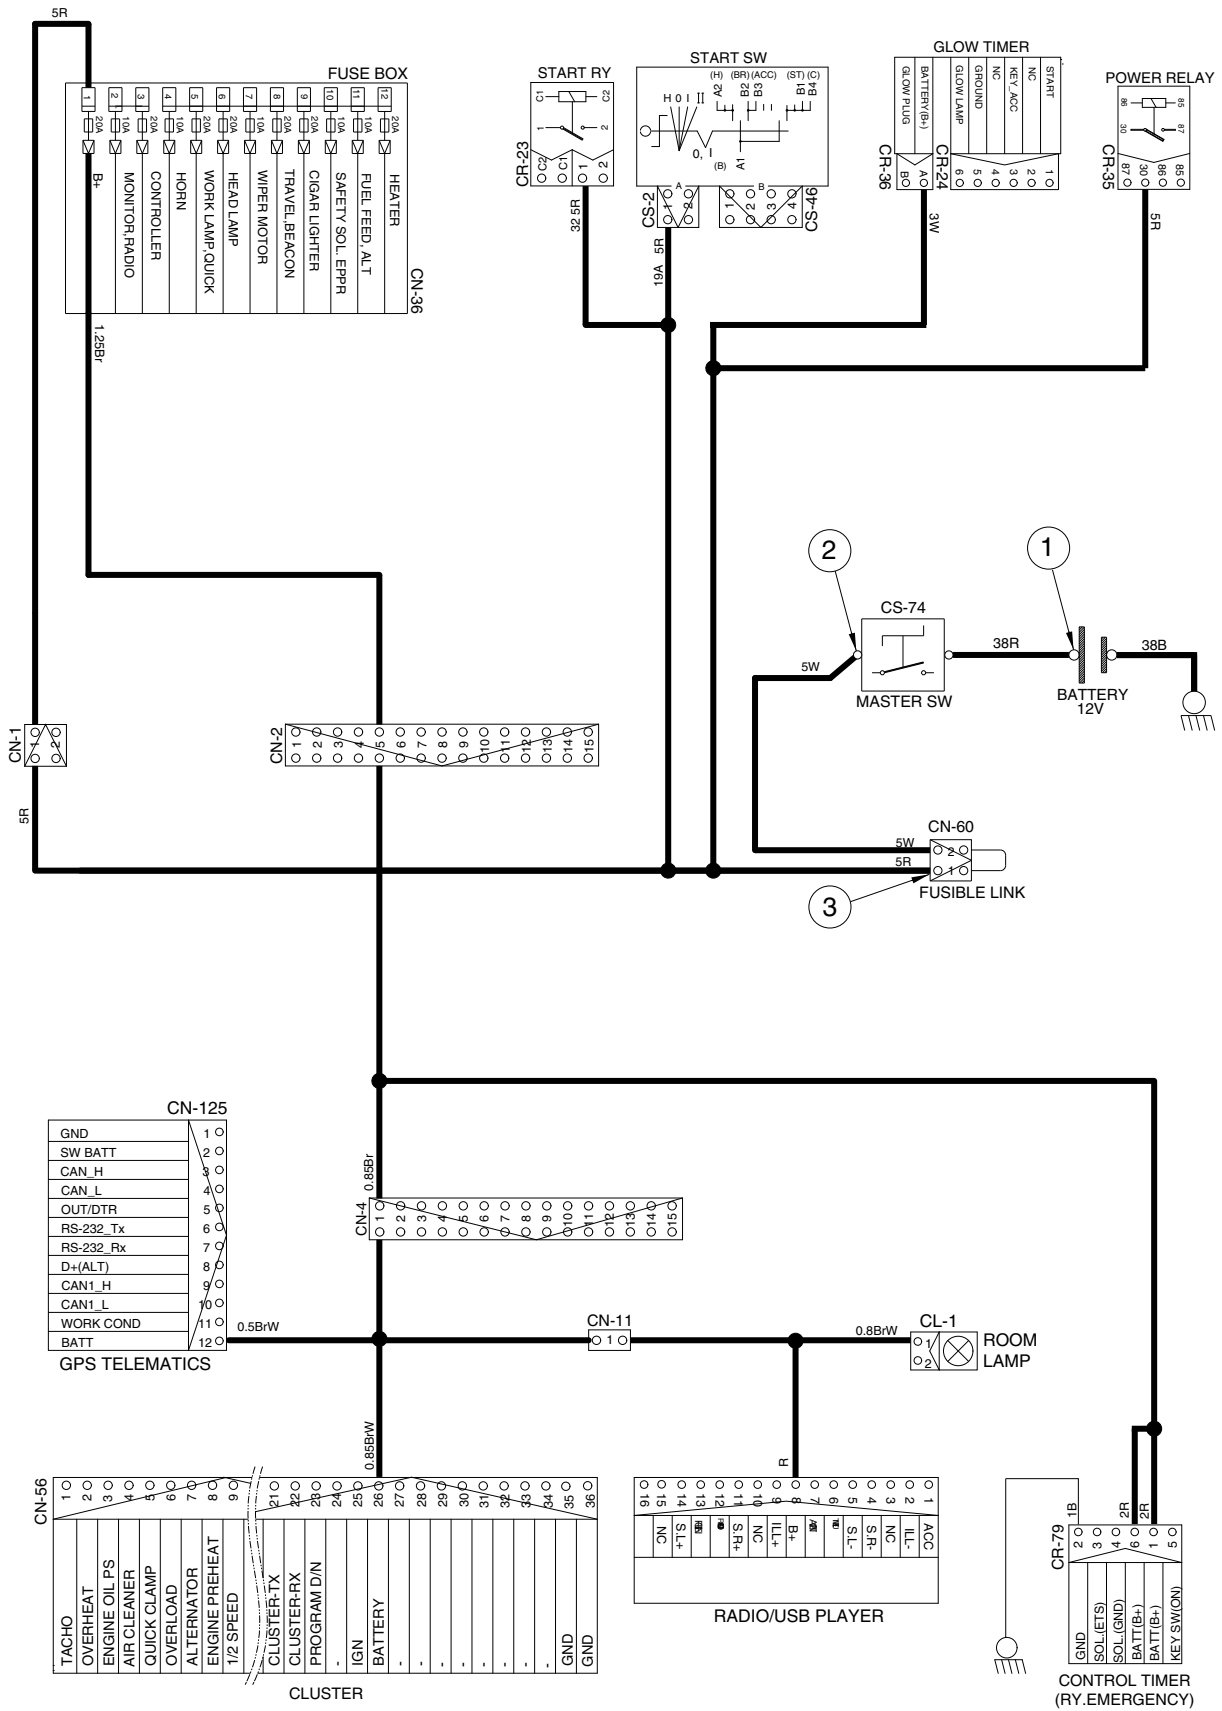 5R
FUSE BOX
1 2 3 4 5 6 7 8 9 10 11 12
20A 10A 10A 10A 20A 20A 10A 10A 20A 10A 10A 20A
B+
MONITOR,RADIO
CONTROLLER
HORN
WORK LAMP,QUICK
HEAD LAMP
WIPER MOTOR
TRAVEL,BEACON
CIGAR LIGHTER
SAFETY SOL. EPPR
FUEL FEED, ALT
HEATER
CN-36
1.25Br
START RY
C1 C2
1 2
C2 C1 1 2
CR-23
32 5R
START SW
(H) (BR) (ACC) (ST) (C)
A2 B2 B3 B1 B4
H 0 I II
0, I
(B) A1
A B
1 2
1 2 3 4
CS-2
CS-46
19A 5R
GLOW TIMER
GLOW PLUG
BATTERY(B+)
GLOW LAMP
GROUND
NC
KEY_ACC
NC
START
B A
6 5 4 3 2 1
CR-36
CR-24
3W
POWER RELAY
86 85
30 87
87 30 86 85
CR-35
5R
2
1
CS-74
MASTER SW
38R
38B
BATTERY
12V
5W
CN-1
1 2
CN-2
1 2 3 4 5 6 7 8 9 10 11 12 13 14 15
5R
CN-60
5W
2
5R
1
FUSIBLE LINK
3
CN-125
GND 1
SW BATT 2
CAN_H 3
CAN_L 4
OUT/DTR 5
RS-232_Tx 6
RS-232_Rx 7
D+(ALT) 8
CAN1_H 9
CAN1_L 10
WORK COND 11
BATT 12
GPS TELEMATICS
0.5BrW
0.85Br
CN-4
1 2 3 4 5 6 7 8 9 10 11 12 13 14 15
CN-11
1
0.8BrW
CL-1
1
2
ROOM
LAMP
0.85BrW
R
CN-56
1 2 3 4 5 6 7 8 9 21 22 23 24 25 26 27 28 29 30 31 32 33 34 35 36
TACHO
OVERHEAT
ENGINE OIL PS
AIR CLEANER
QUICK CLAMP
OVERLOAD
ALTERNATOR
ENGINE PREHEAT
1/2 SPEED
CLUSTER-TX
CLUSTER-RX
PROGRAM D/N
-
IGN
BATTERY
-
-
-
-
-
-
-
-
GND
GND
CLUSTER
16 15 14 13 12 11 10 9 8 7 6 5 4 3 2 1
NC
S.L+
S.R+
NC
ILL+
B+
S.L-
S.R-
NC
ILL-
ACC
RADIO/USB PLAYER
1B
2R
2R
CR-79
2 3 4 6 1 5
GND
SOL.(ETS)
SOL.(GND)
BATT(B+)
BATT(B+)
KEY SW(ON)
CONTROL TIMER
(RY.EMERGENCY)